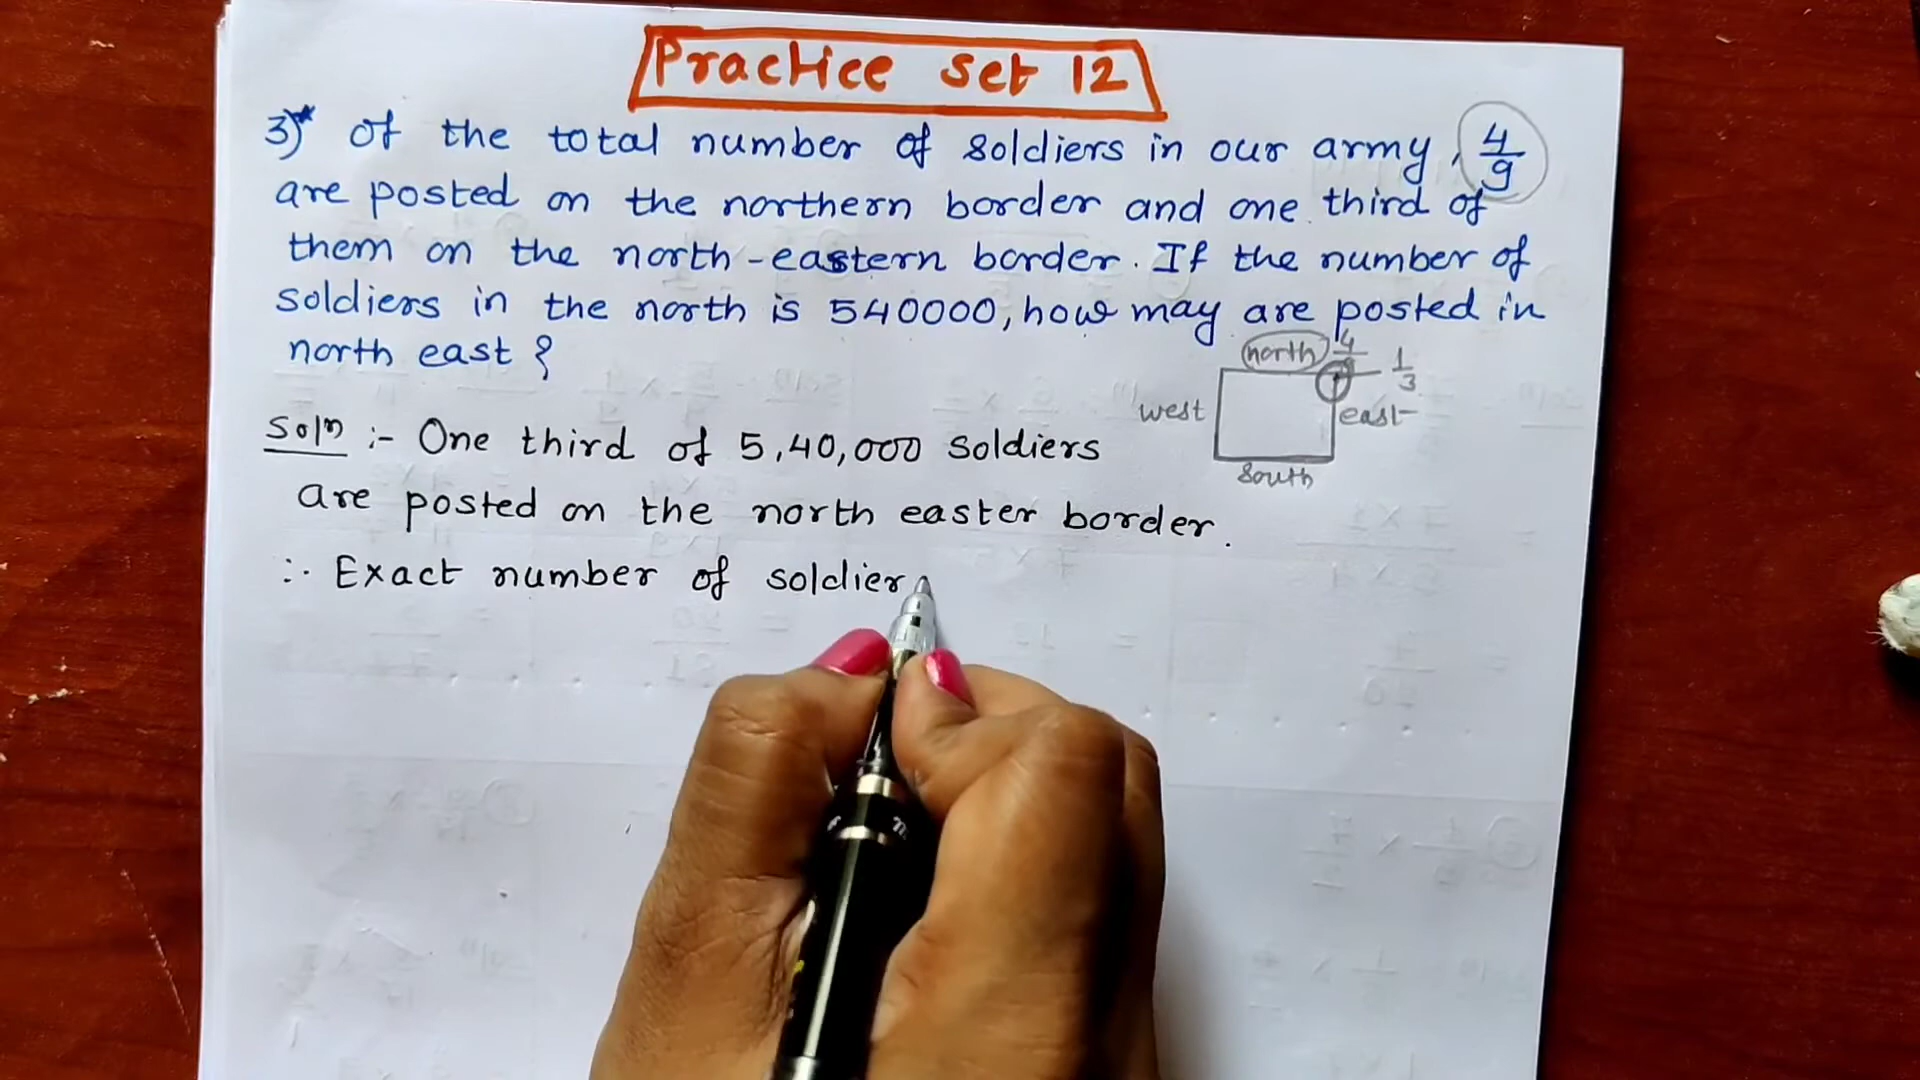 Practice Set 12
3)* Of the total number of soldiers in our army, 4/9
are posted on the northern border and one third of
them on the north-eastern border. If the number of
soldiers in the north is 540000, how may are posted in
north east ?
north 4/9 1/3
west east
south
Soln :- One third of 5,40,000 soldiers
are posted on the north easter border.
∴ Exact number of soldier